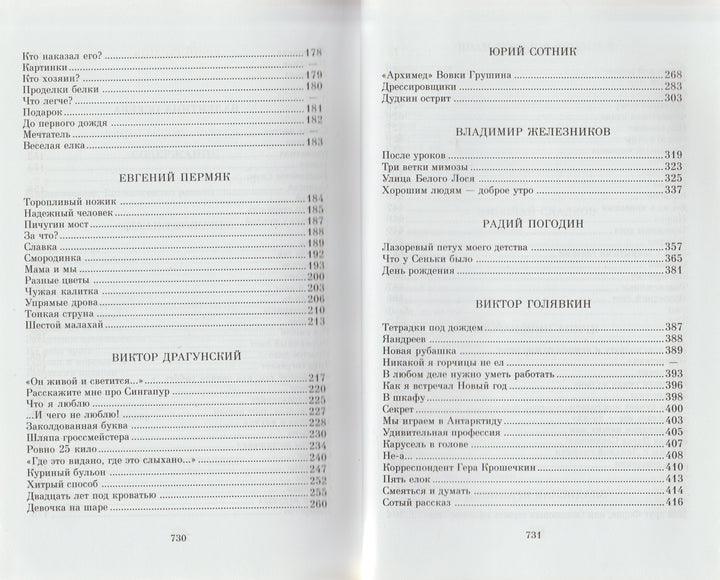 Кто наказал его? 178
Картинки —
Кто хозяин? 179
Проделки белки 180
Что легче? —
Подарок 181
До первого дождя 182
Мечтатель —
Веселая елка 183
ЕВГЕНИЙ ПЕРМЯК
Торопливый ножик 184
Надежный человек 185
Пичугин мост 187
За что? 188
Славка 189
Смородинка 192
Мама и мы 193
Разные цветы 200
Чужая калитка 203
Упрямые дрова 206
Тонкая струна 210
Шестой малахай 213
ВИКТОР ДРАГУНСКИЙ
«Он живой и светится...» 217
Расскажите мне про Сингапур 220
Что я люблю 225
...И чего не люблю! 227
Заколдованная буква 228
Шляпа гроссмейстера 230
Ровно 25 кило 234
«Где это видано, где это слыхано...» 240
Куриный бульон 247
Хитрый способ 252
Двадцать лет под кроватью 255
Девочка на шаре 260
730
ЮРИЙ СОТНИК
«Архимед» Вовки Грушина 268
Дрессировщики 283
Дудкин острит 303
ВЛАДИМИР ЖЕЛЕЗНИКОВ
После уроков 319
Три ветки мимозы 323
Улица Белого Лося 325
Хорошим людям — доброе утро 337
РАДИЙ ПОГОДИН
Лазоревый петух моего детства 357
Что у Сеньки было 365
День рождения 381
ВИКТОР ГОЛЯВКИН
Тетрадки под дождем 387
Яандреев 388
Новая рубашка 389
Никакой я горчицы не ел —
В любом деле нужно уметь работать 393
Как я встречал Новый год 396
В шкафу 398
Секрет 400
Мы играем в Антарктиду 403
Удивительная профессия 405
Карусель в голове 407
Не-а... 408
Корреспондент Гера Крошечкин 410
Пять елок 413
Смеяться и думать 414
Сотый рассказ 416
731